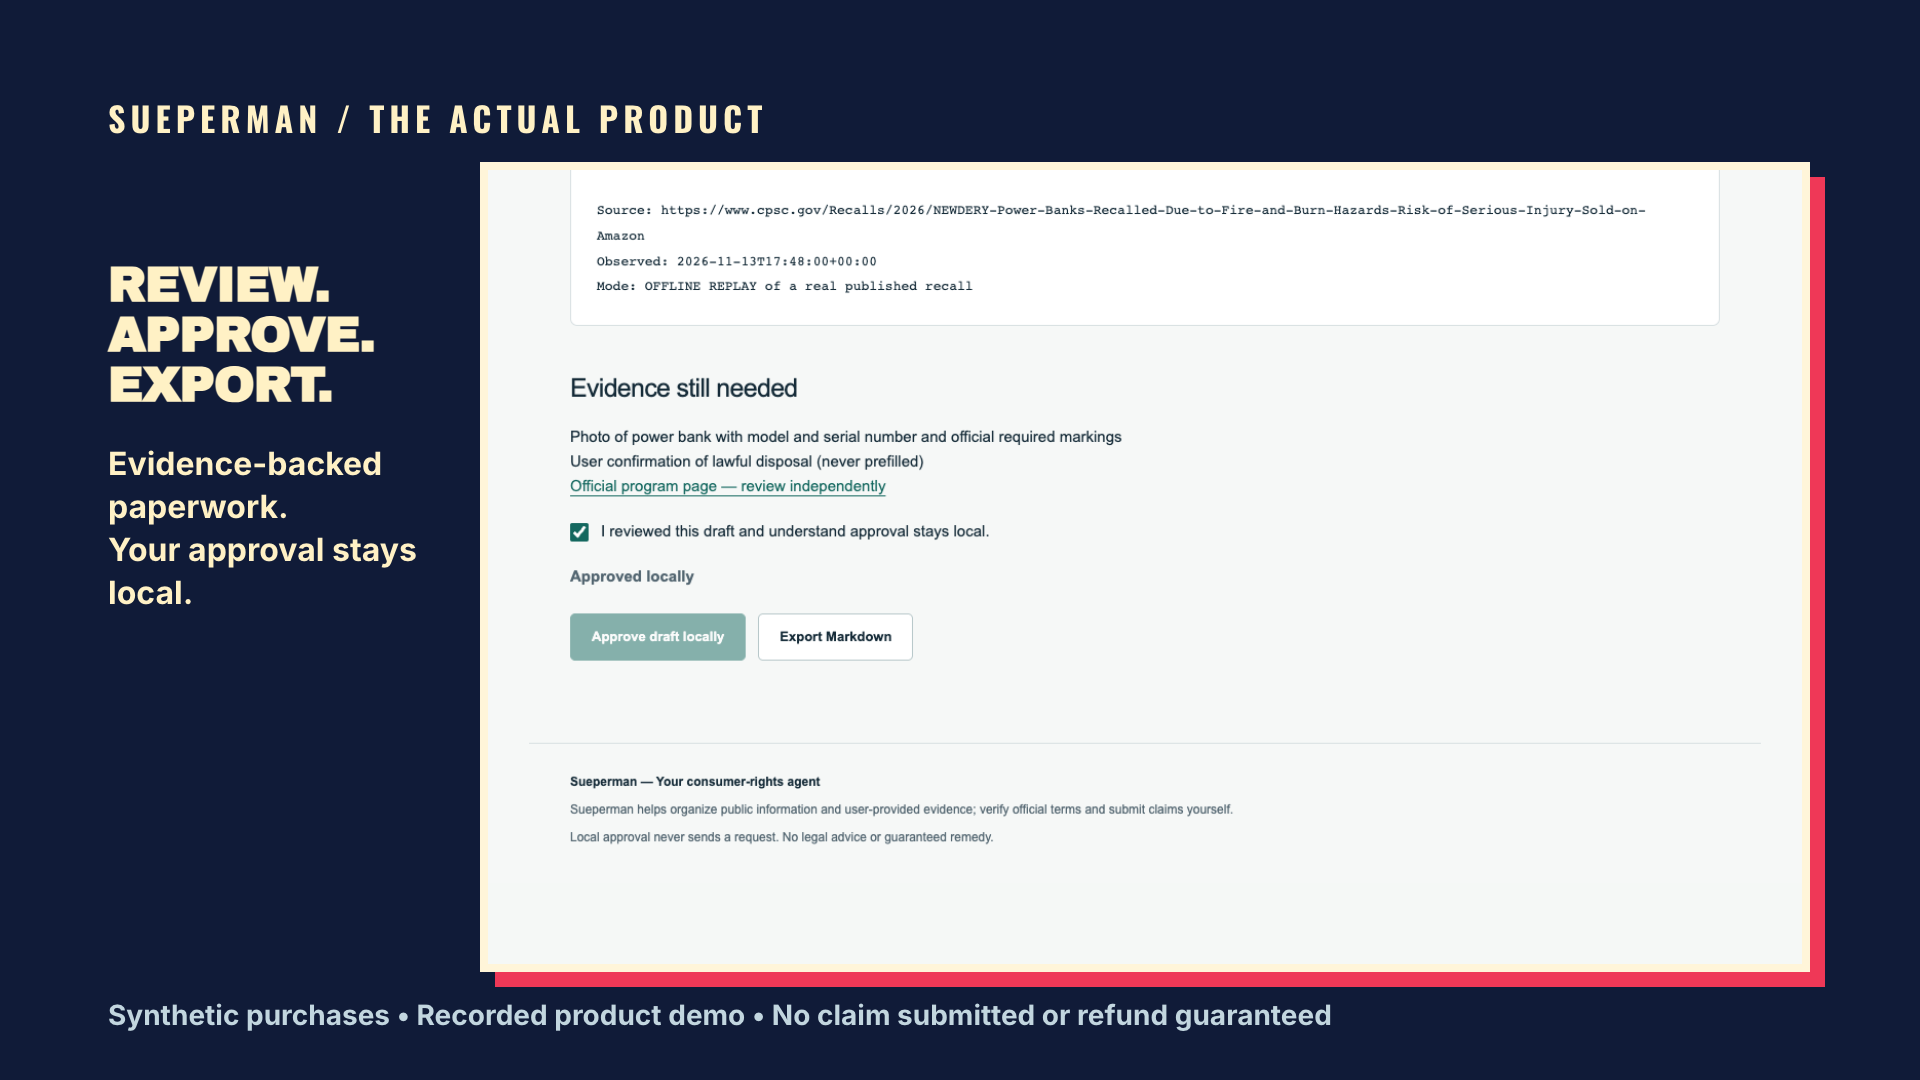 SUEPERMAN / THE ACTUAL PRODUCT
REVIEW.
APPROVE.
EXPORT.
Evidence-backed
paperwork.
Your approval stays
local.
Source: https://www.cpsc.gov/Recalls/2026/NEWDERY-Power-Banks-Recalled-Due-to-Fire-and-Burn-Hazards-Risk-of-Serious-Injury-Sold-on-
Amazon
Observed: 2026-11-13T17:48:00+00:00
Mode: OFFLINE REPLAY of a real published recall
Evidence still needed
Photo of power bank with model and serial number and official required markings
User confirmation of lawful disposal (never prefilled)
Official program page — review independently
I reviewed this draft and understand approval stays local.
Approved locally
Approve draft locally
Export Markdown
Sueperman — Your consumer-rights agent
Sueperman helps organize public information and user-provided evidence; verify official terms and submit claims yourself.
Local approval never sends a request. No legal advice or guaranteed remedy.
Synthetic purchases • Recorded product demo • No claim submitted or refund guaranteed